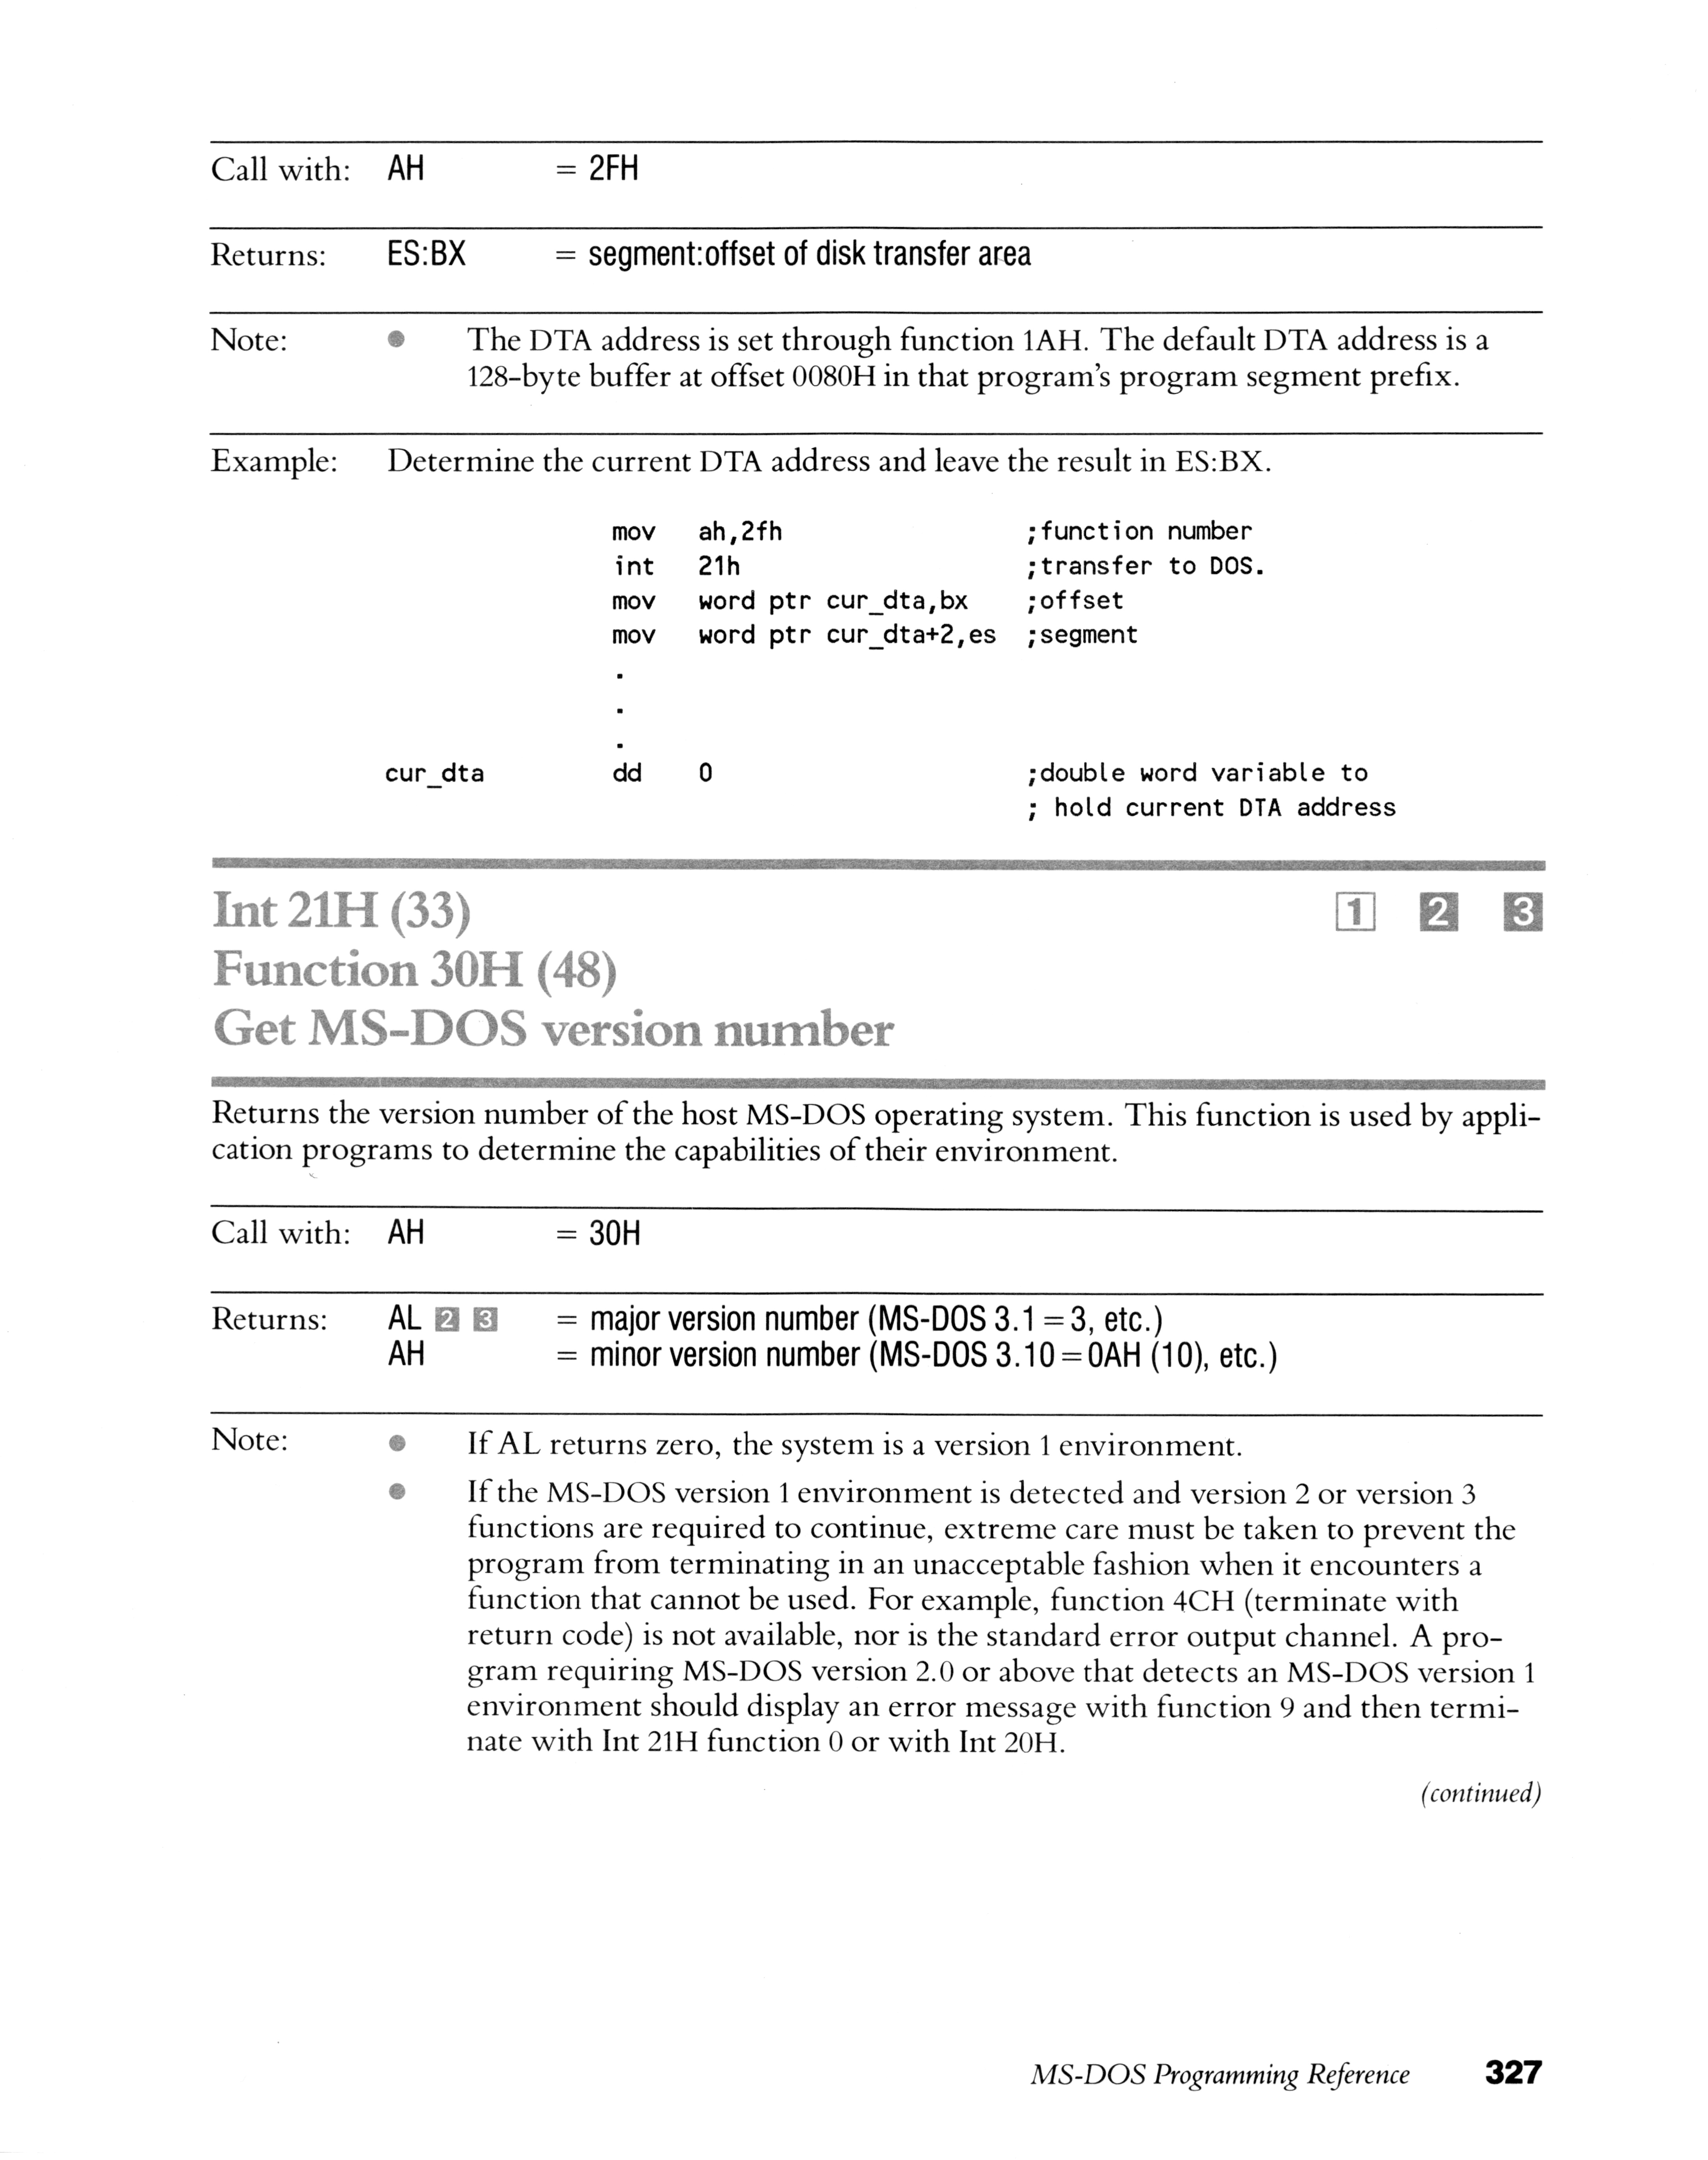 Call with: AH = 2FH
Returns: ES:BX = segment:offset of disk transfer area
Note: ● The DTA address is set through function 1AH. The default DTA address is a
128-byte buffer at offset 0080H in that program's program segment prefix.
Example: Determine the current DTA address and leave the result in ES:BX.
mov ah,2fh ;function number
int 21h ;transfer to DOS.
mov word ptr cur_dta,bx ;offset
mov word ptr cur_dta+2,es ;segment
.
.
.
cur_dta dd 0 ;double word variable to
; hold current DTA address
Int 21H (33) 1 2 3
Function 30H (48)
Get MS-DOS version number
Returns the version number of the host MS-DOS operating system. This function is used by appli-
cation programs to determine the capabilities of their environment.
Call with: AH = 30H
Returns: AL 2 3 = major version number (MS-DOS 3.1 = 3, etc.)
AH = minor version number (MS-DOS 3.10 = 0AH (10), etc.)
Note: ● If AL returns zero, the system is a version 1 environment.
● If the MS-DOS version 1 environment is detected and version 2 or version 3
functions are required to continue, extreme care must be taken to prevent the
program from terminating in an unacceptable fashion when it encounters a
function that cannot be used. For example, function 4CH (terminate with
return code) is not available, nor is the standard error output channel. A pro-
gram requiring MS-DOS version 2.0 or above that detects an MS-DOS version 1
environment should display an error message with function 9 and then termi-
nate with Int 21H function 0 or with Int 20H.
(continued)
MS-DOS Programming Reference 327